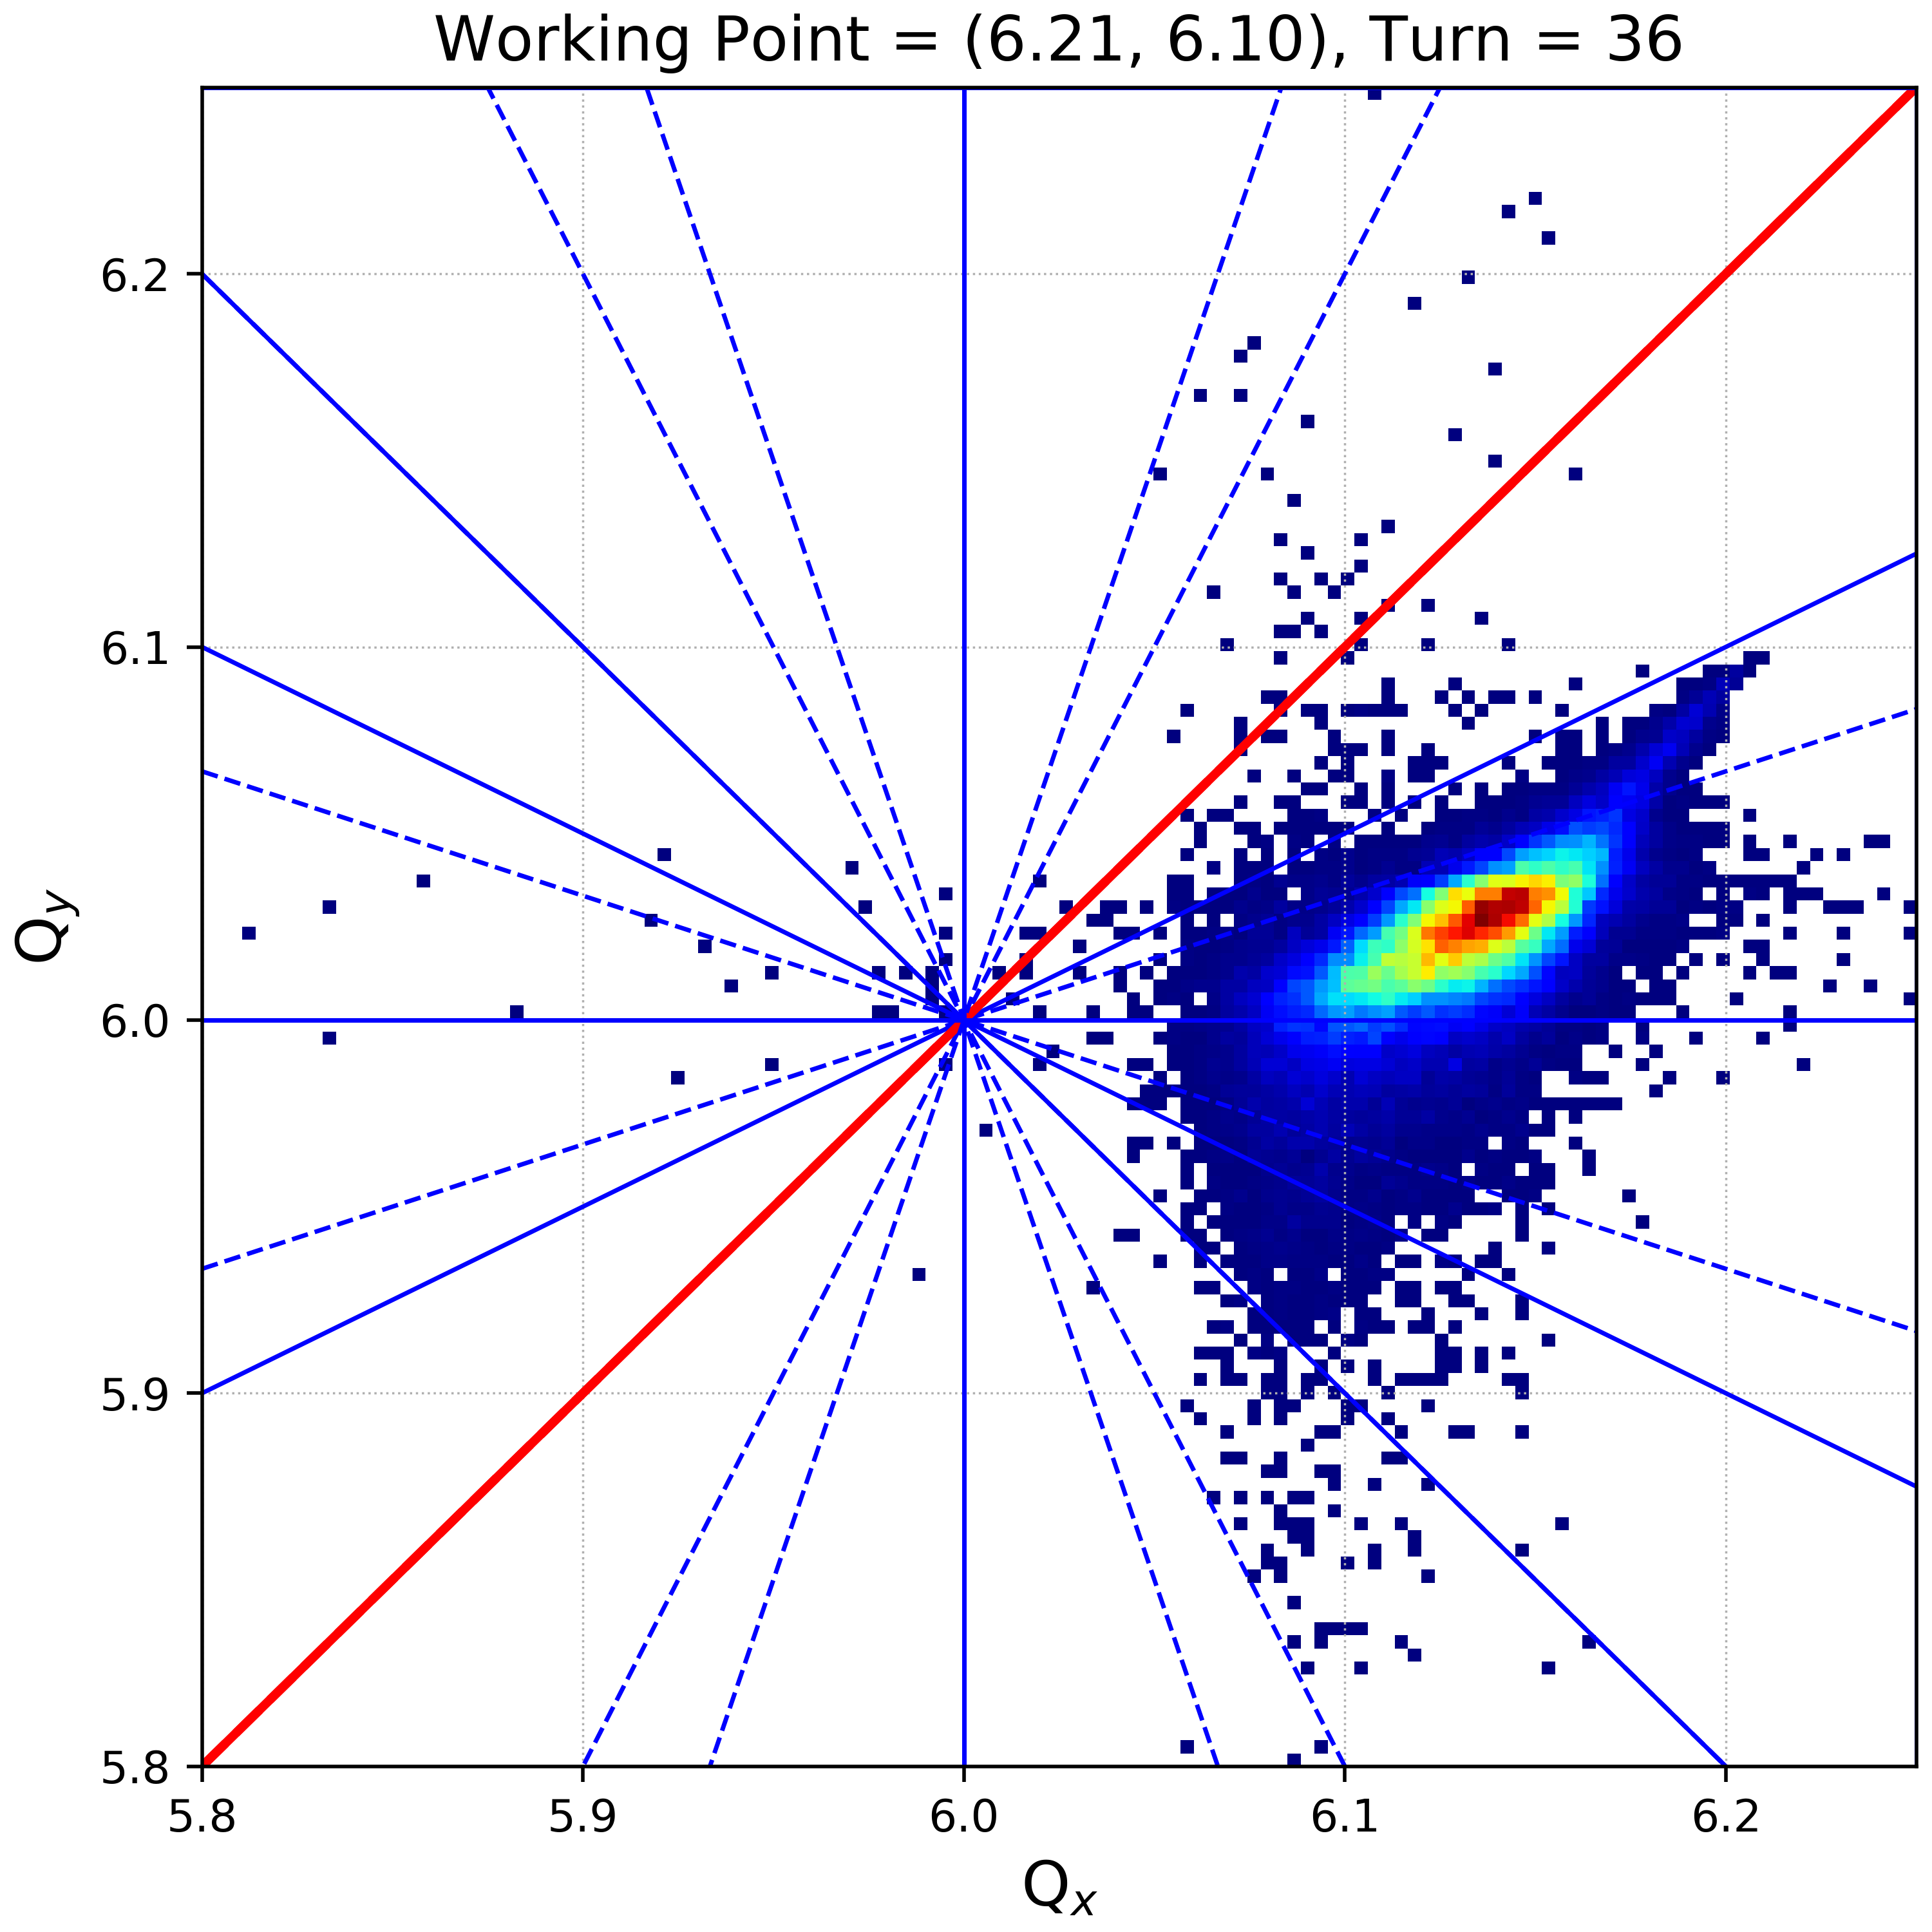 Working Point = (6.21, 6.10), Turn = 36
6.2
6.1
6.0
5.9
5.8
Qy
5.8 5.9 6.0 6.1 6.2
Qx